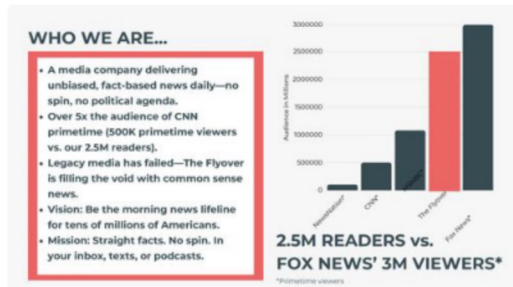 WHO WE ARE...
• A media company delivering
unbiased, fact-based news daily—no
spin, no political agenda.
• Over 5x the audience of CNN
primetime (500K primetime viewers
vs. our 2.5M readers).
• Legacy media has failed—The Flyover
is filling the void with common sense
news.
• Vision: Be the morning news lifeline
for tens of millions of Americans.
• Mission: Straight facts. No spin. In
your inbox, texts, or podcasts.
Audience in Millions
3000000
2500000
2000000
1500000
1000000
500000
0
NewsNation*
CNN*
The Flyover
Fox News*
2.5M READERS vs.
FOX NEWS' 3M VIEWERS*
*Primetime viewers